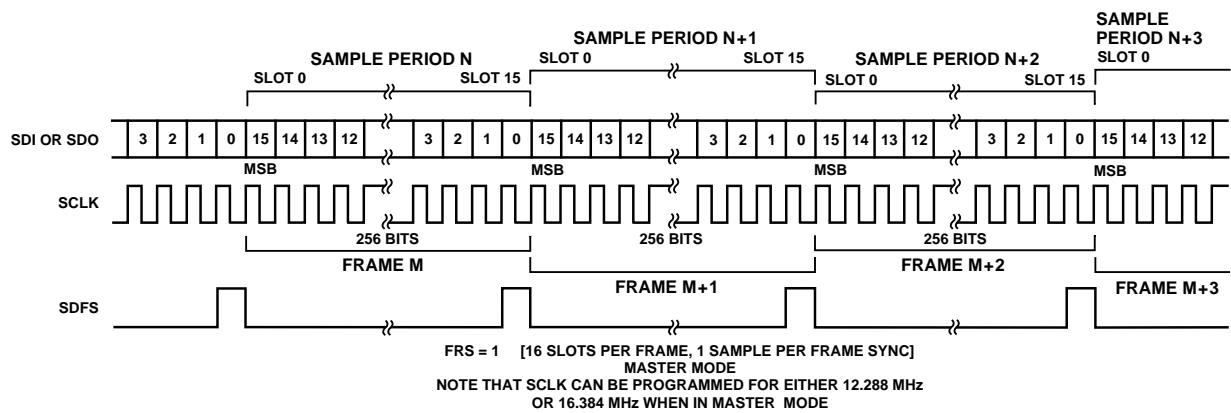 SAMPLE PERIOD N
SAMPLE PERIOD N+1
SAMPLE PERIOD N+2
SAMPLE
PERIOD N+3
SLOT 0 SLOT 15 SLOT 0 SLOT 15 SLOT 0 SLOT 15 SLOT 0
SDI OR SDO 3 2 1 0 15 14 13 12 3 2 1 0 15 14 13 12 3 2 1 0 15 14 13 12 3 2 1 0 15 14 13 12
MSB MSB MSB MSB
SCLK
256 BITS 256 BITS 256 BITS
FRAME M FRAME M+1 FRAME M+2 FRAME M+3
SDFS
FRS = 1 [16 SLOTS PER FRAME, 1 SAMPLE PER FRAME SYNC]
MASTER MODE
NOTE THAT SCLK CAN BE PROGRAMMED FOR EITHER 12.288 MHz
OR 16.384 MHz WHEN IN MASTER MODE